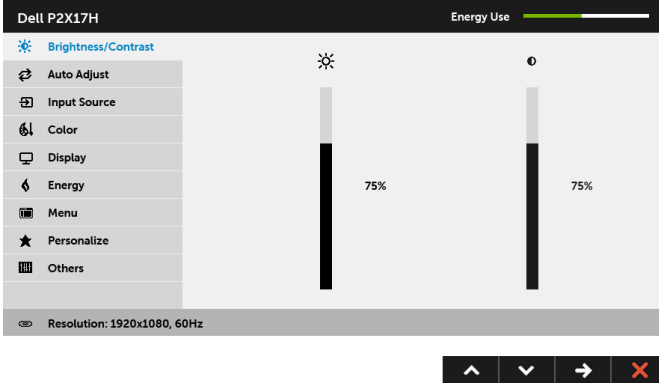 Dell P2X17H
Energy Use
Brightness/Contrast
Auto Adjust
Input Source
Color
Display
Energy
Menu
Personalize
Others
75%
75%
Resolution: 1920x1080, 60Hz